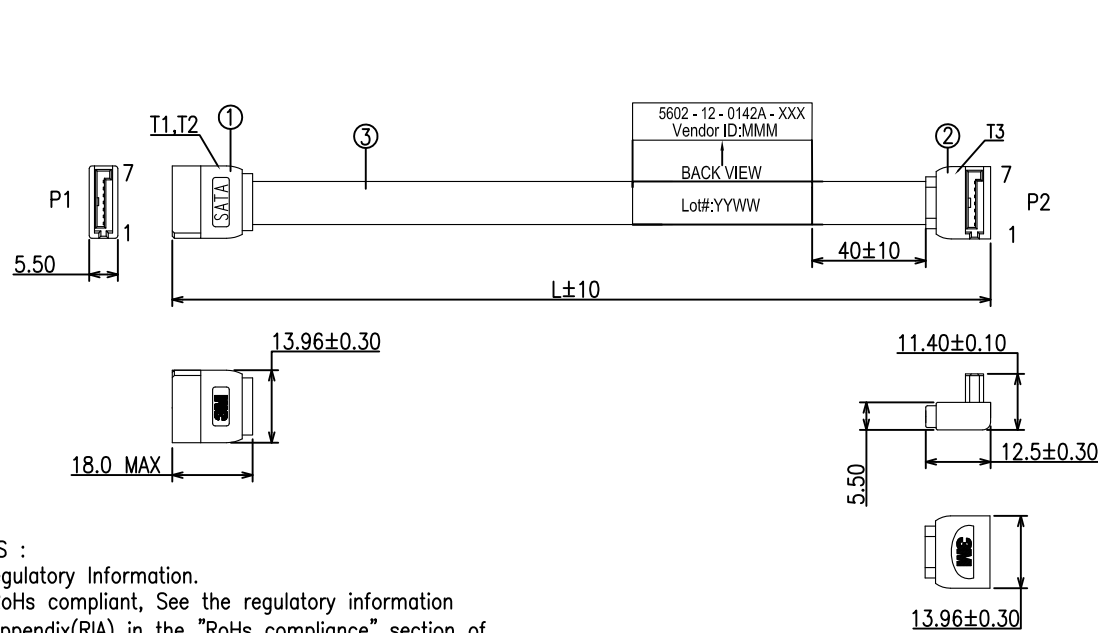 5602 - 12 - 0142A - XXX
Vendor ID:MMM
BACK VIEW
Lot#:YYWW
T1,T2
1
3
2
T3
P1
7
1
SATA
7
1
P2
5.50
40±10
L±10
13.96±0.30
3M
18.0 MAX
11.40±0.10
5.50
12.5±0.30
3M
13.96±0.30
S :
gulatory Information.
oHs compliant, See the regulatory information
ppendix(RIA) in the "RoHs compliance" section of